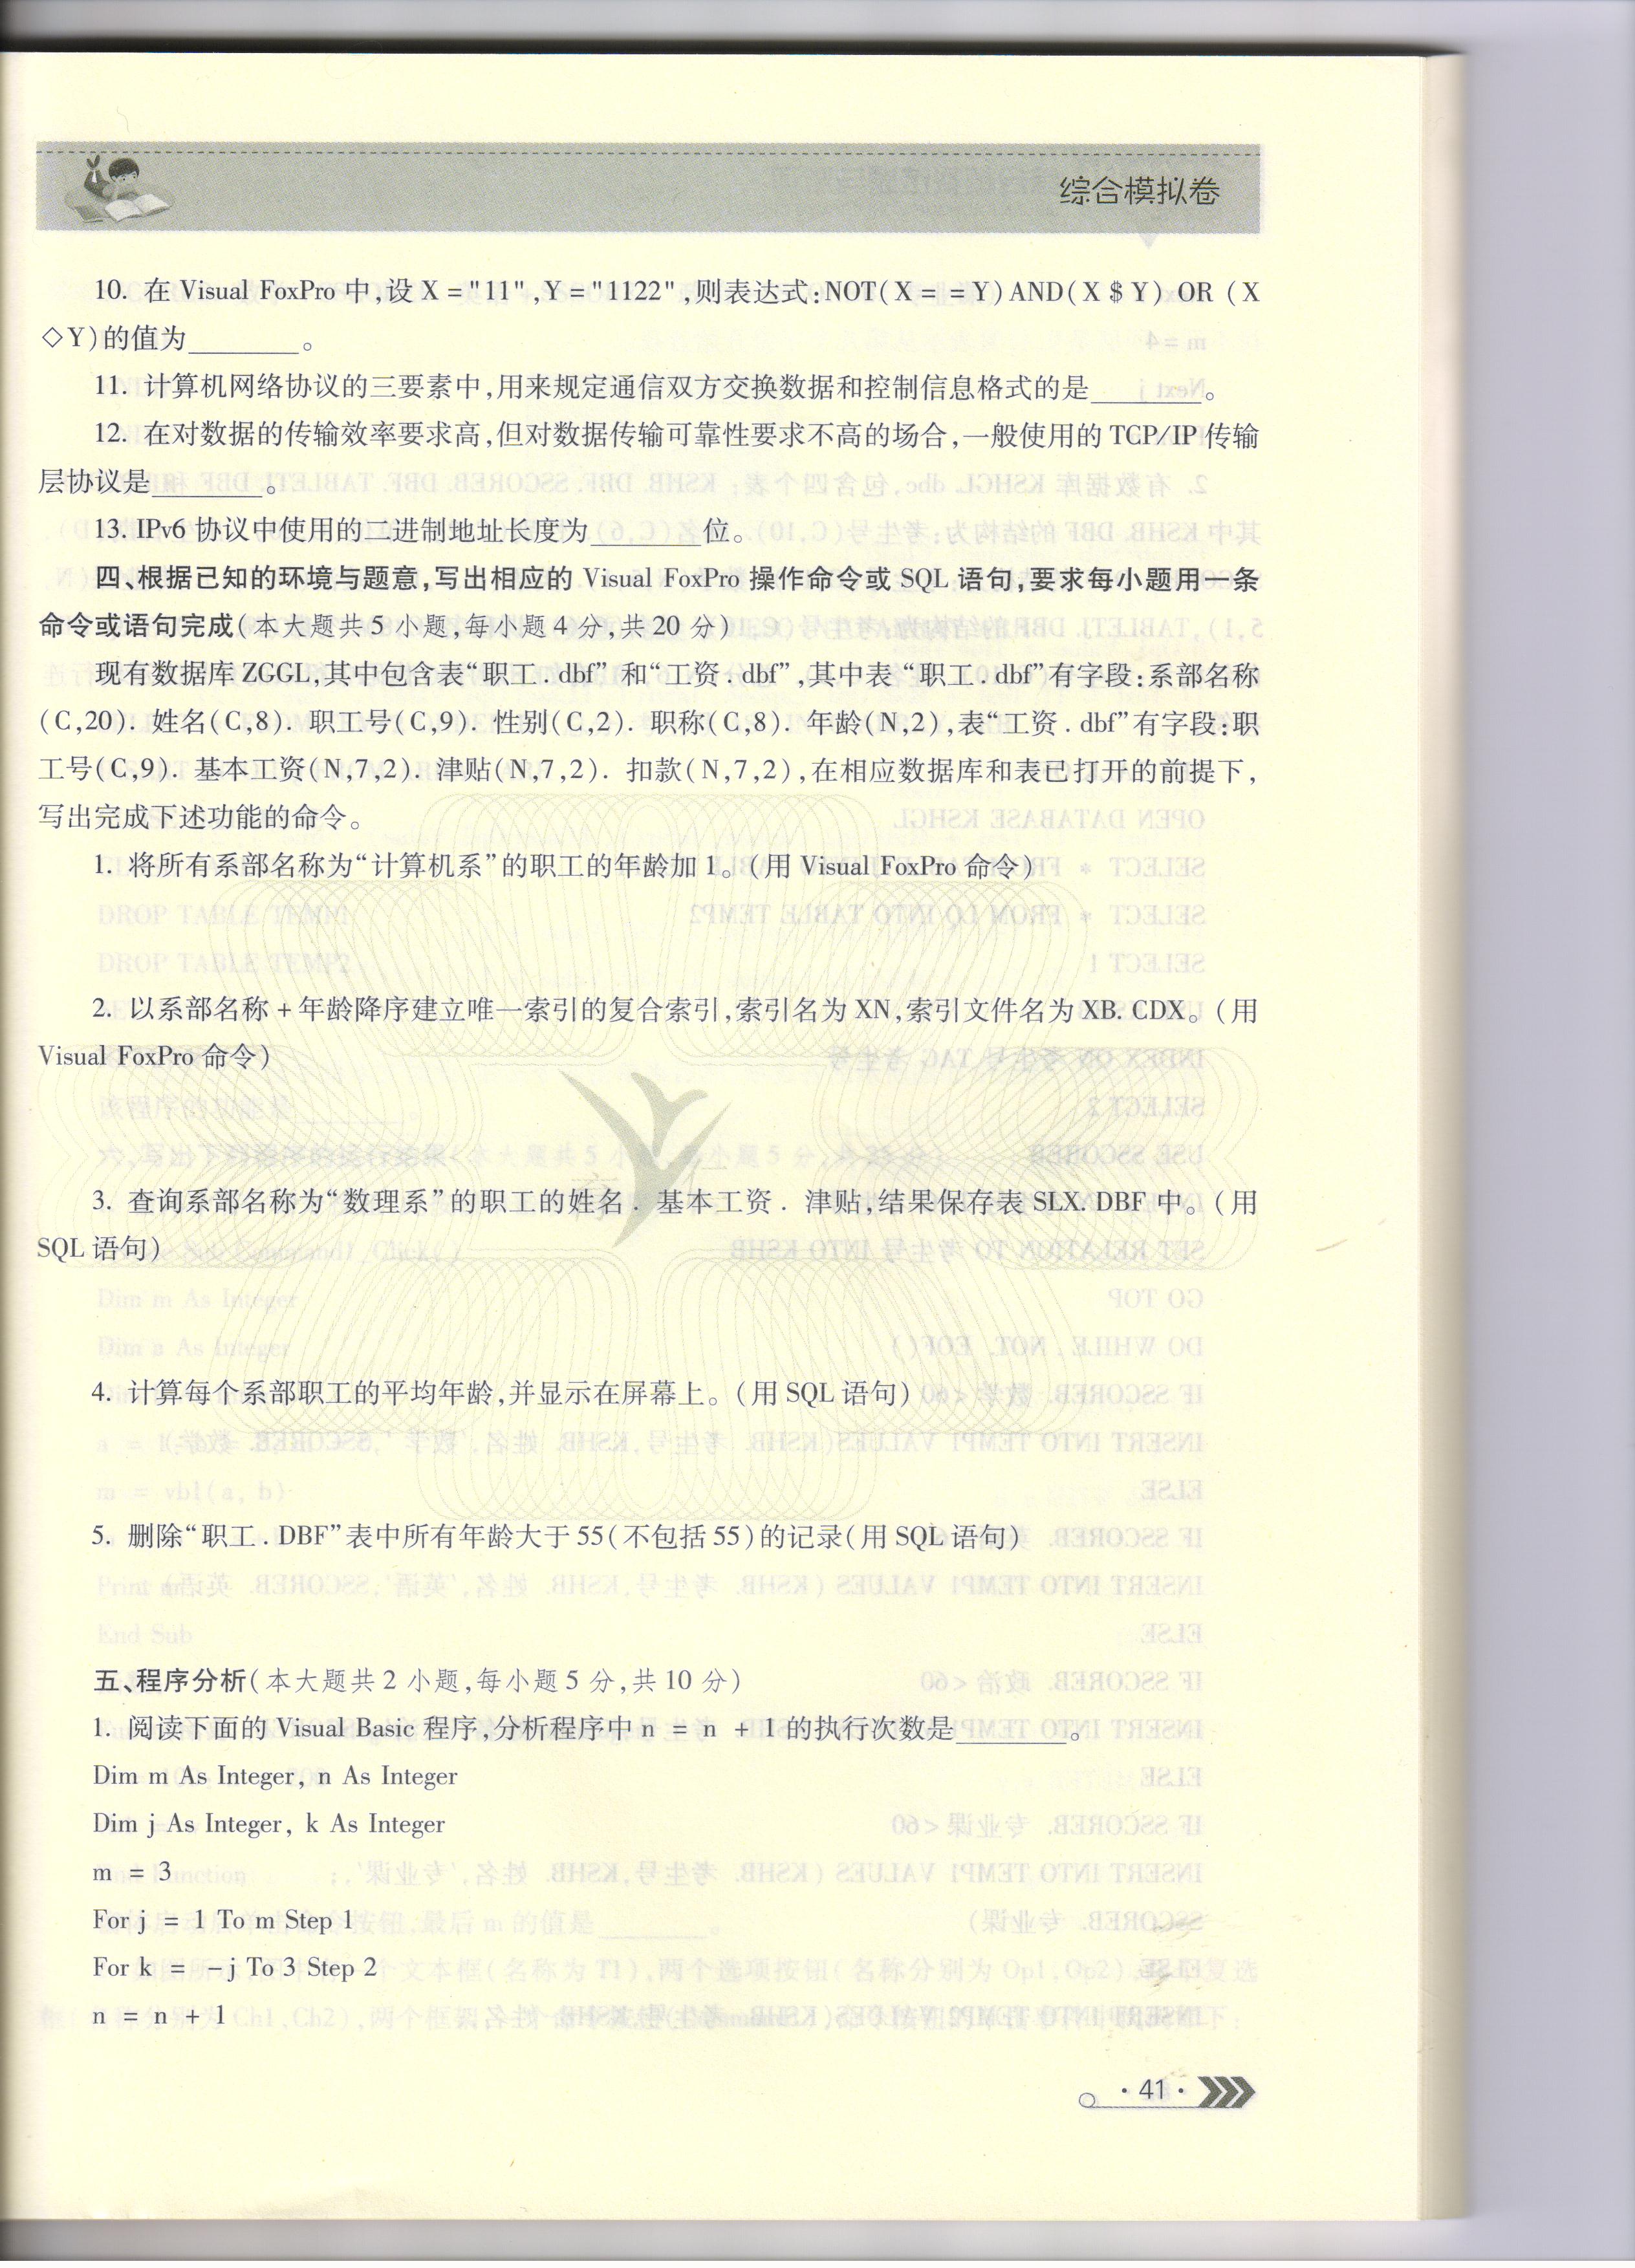 综合模拟卷
10. 在 Visual FoxPro 中,设 X = "11",Y = "1122",则表达式:NOT(X = = Y)AND(X $ Y) OR (X
◇Y)的值为________。
11. 计算机网络协议的三要素中,用来规定通信双方交换数据和控制信息格式的是________。
12. 在对数据的传输效率要求高,但对数据传输可靠性要求不高的场合,一般使用的 TCP/IP 传输
层协议是________。
13. IPv6 协议中使用的二进制地址长度为________位。
四、根据已知的环境与题意,写出相应的 Visual FoxPro 操作命令或 SQL 语句,要求每小题用一条
命令或语句完成(本大题共 5 小题,每小题 4 分,共 20 分)
现有数据库 ZGGL,其中包含表“职工 . dbf” 和“工资 . dbf” ,其中表 “职工 . dbf”有字段:系部名称
(C,20). 姓名(C,8). 职工号(C,9). 性别(C,2). 职称(C,8). 年龄(N,2),表“工资 . dbf”有字段:职
工号(C,9). 基本工资(N,7,2). 津贴(N,7,2). 扣款(N,7,2),在相应数据库和表已打开的前提下,
写出完成下述功能的命令。
1. 将所有系部名称为“计算机系”的职工的年龄加 1。(用 Visual FoxPro 命令)
2. 以系部名称 + 年龄降序建立唯一索引的复合索引,索引名为 XN,索引文件名为 XB. CDX。(用
Visual FoxPro 命令)
3. 查询系部名称为“数理系”的职工的姓名 . 基本工资 . 津贴,结果保存表 SLX. DBF 中。(用
SQL 语句)
4. 计算每个系部职工的平均年龄,并显示在屏幕上。(用 SQL 语句)
5. 删除“职工 . DBF”表中所有年龄大于 55(不包括 55)的记录(用 SQL 语句)
五、程序分析(本大题共 2 小题,每小题 5 分,共 10 分)
1. 阅读下面的 Visual Basic 程序,分析程序中 n = n + 1 的执行次数是________。
Dim m As Integer, n As Integer
Dim j As Integer, k As Integer
m = 3
For j = 1 To m Step 1
For k = －j To 3 Step 2
n = n + 1
· 41 ·